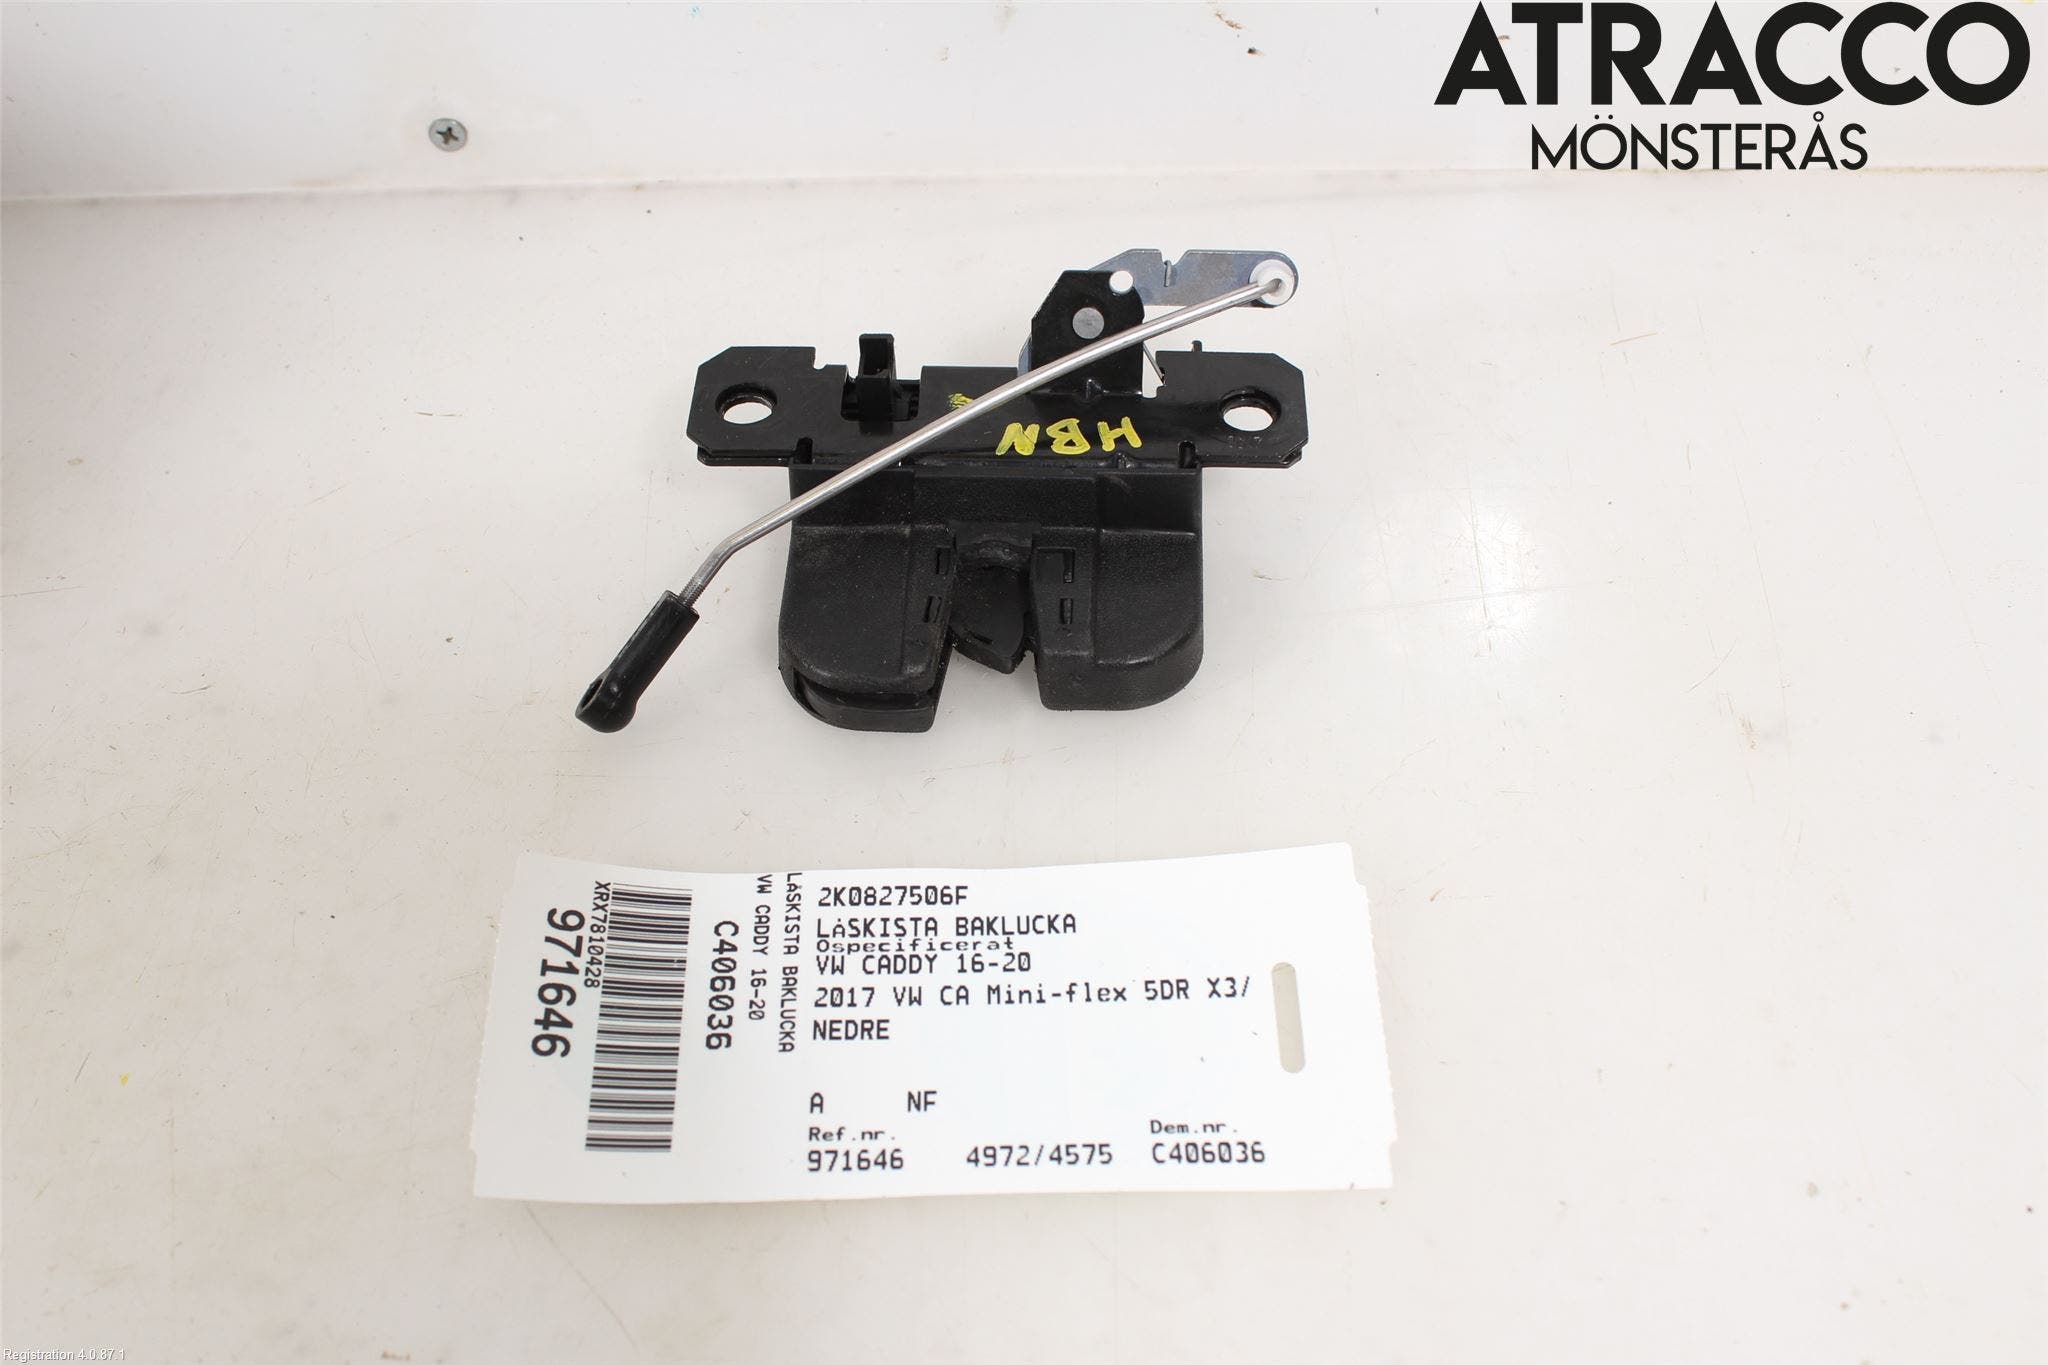 ATRACCO
MÖNSTERÅS
HBN
2K0827506F
LÅSKISTA BAKLUCKA
Ospecificerat
VW CADDY 16-20
2017 VW CA Mini-flex 5DR X3/
NEDRE
A NF
Ref.nr. Dem.nr.
971646 4972/4575 C406036
LÅSKISTA BAKLUCKA
VW CADDY 16-20
C406036
XRX7810428
971646
Registration 4.0.87.1